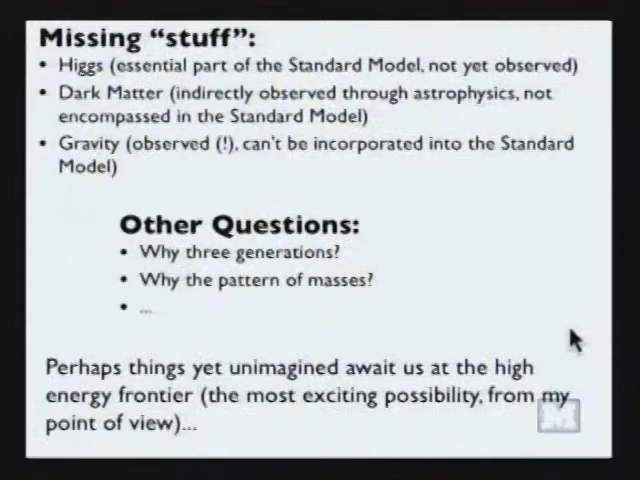 Missing “stuff”:
• Higgs (essential part of the Standard Model, not yet observed)
• Dark Matter (indirectly observed through astrophysics, not
encompassed in the Standard Model)
• Gravity (observed (!), can't be incorporated into the Standard
Model)
Other Questions:
• Why three generations?
• Why the pattern of masses?
• ...
Perhaps things yet unimagined await us at the high
energy frontier (the most exciting possibility, from my
point of view)...
M